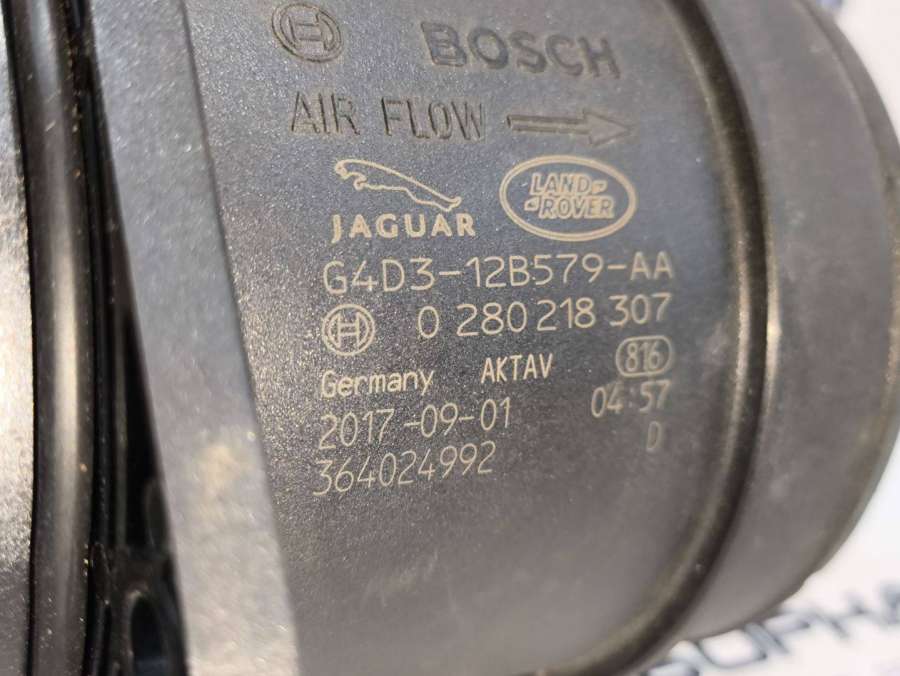 BOSCH
AIR FLOW
JAGUAR
LAND
ROVER
G4D3-12B579-AA
0 280 218 307
Germany AKTAV 816
2017-09-01 04:57
364024992 D